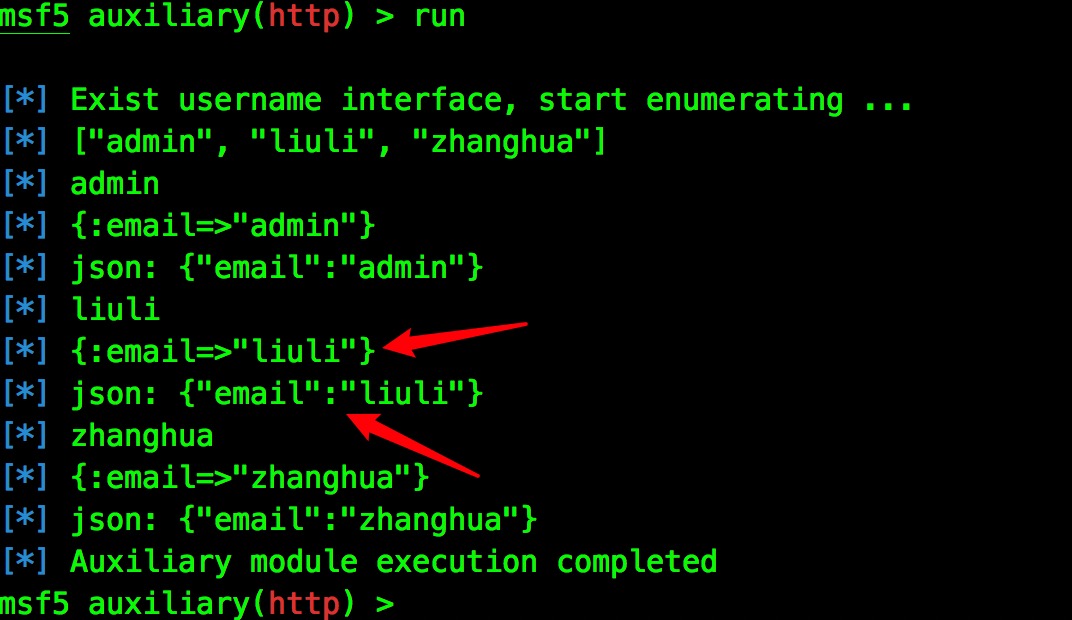 msf5 auxiliary(http) > run
[*] Exist username interface, start enumerating ...
[*] ["admin", "liuli", "zhanghua"]
[*] admin
[*] {:email=>"admin"}
[*] json: {"email":"admin"}
[*] liuli
[*] {:email=>"liuli"}
[*] json: {"email":"liuli"}
[*] zhanghua
[*] {:email=>"zhanghua"}
[*] json: {"email":"zhanghua"}
[*] Auxiliary module execution completed
msf5 auxiliary(http) >